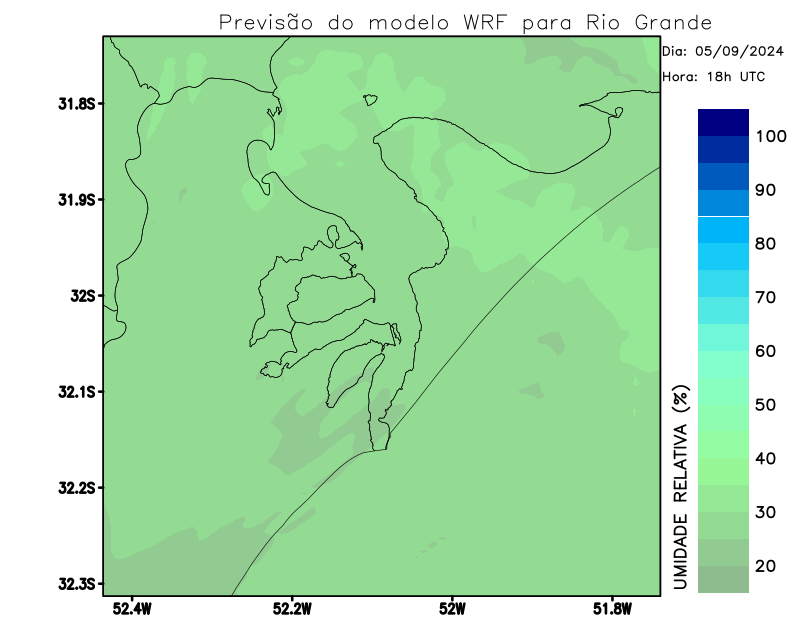 Previsão do modelo WRF para Rio Grande
Dia: 05/09/2024
Hora: 18h UTC
31.8S
31.9S
32S
32.1S
32.2S
32.3S
52.4W
52.2W
52W
51.8W
100
90
80
70
60
50
40
30
20
UMIDADE RELATIVA (%)